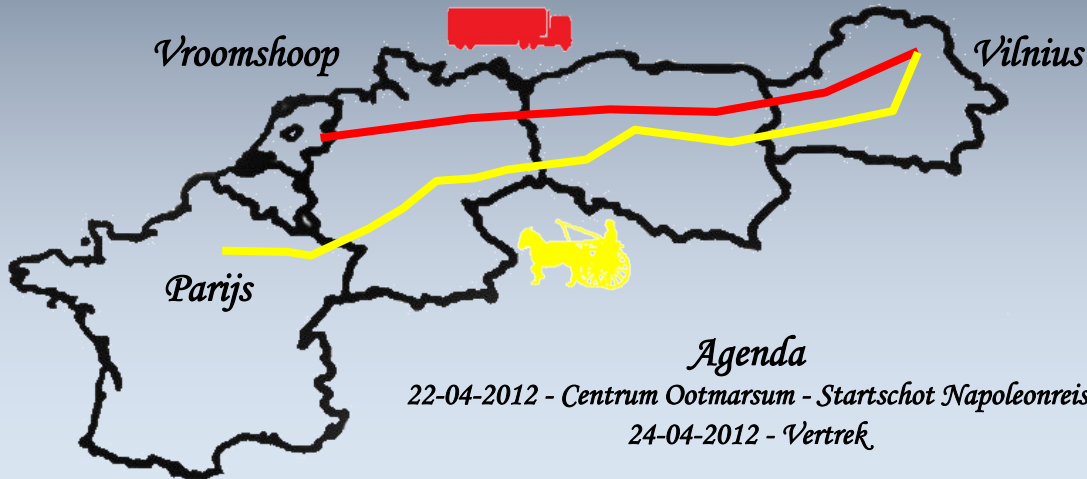 Vroomshoop
Vilnius
Parijs
Agenda
22-04-2012 - Centrum Ootmarsum - Startschot Napoleonreis
24-04-2012 - Vertrek